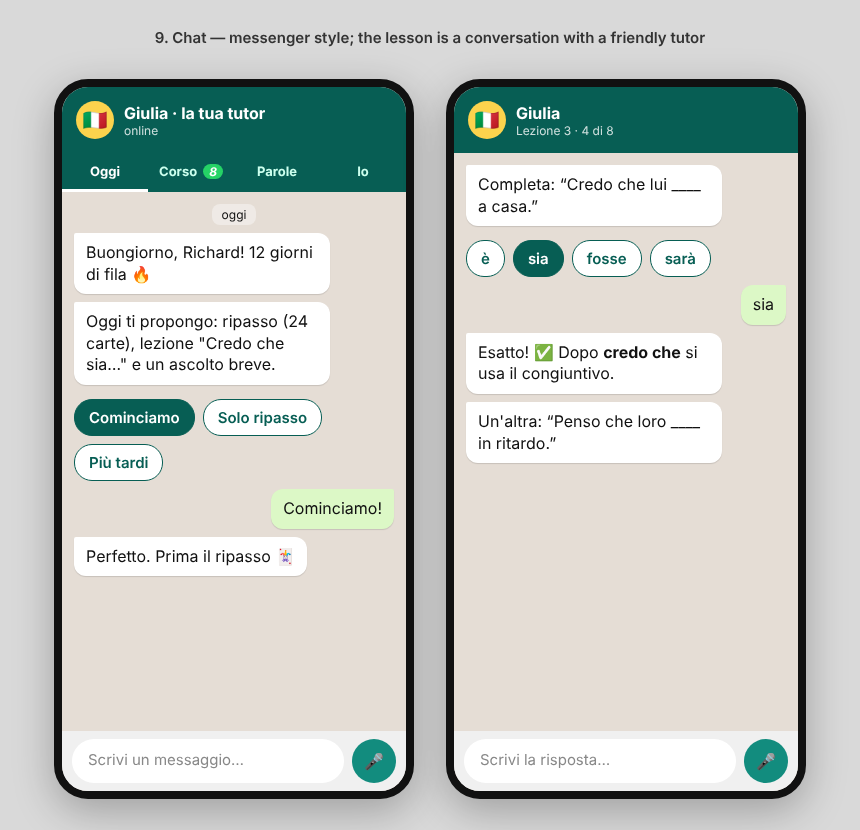 9. Chat — messenger style; the lesson is a conversation with a friendly tutor
Giulia · la tua tutor
online
Oggi
Corso 8
Parole
Io
oggi
Buongiorno, Richard! 12 giorni
di fila 🔥
Oggi ti propongo: ripasso (24
carte), lezione "Credo che
sia..." e un ascolto breve.
Cominciamo
Solo ripasso
Più tardi
Cominciamo!
Perfetto. Prima il ripasso 🃏
Scrivi un messaggio...
Giulia
Lezione 3 · 4 di 8
Completa: “Credo che lui ____
a casa.”
è
sia
fosse
sarà
sia
Esatto! ✅ Dopo credo che si
usa il congiuntivo.
Un'altra: “Penso che loro ____
in ritardo.”
Scrivi la risposta...